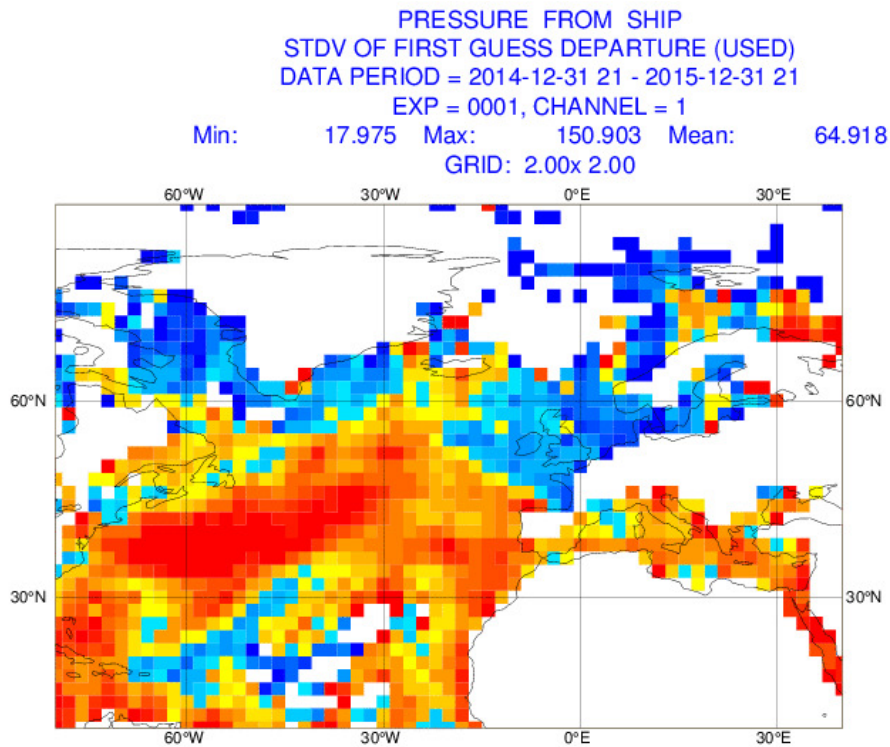 PRESSURE FROM SHIP
STDV OF FIRST GUESS DEPARTURE (USED)
DATA PERIOD = 2014-12-31 21 - 2015-12-31 21
EXP = 0001, CHANNEL = 1
Min: 17.975 Max: 150.903 Mean: 64.918
GRID: 2.00x 2.00
60°W 30°W 0°E 30°E
60°N 60°N
30°N 30°N
60°W 30°W 0°E 30°E